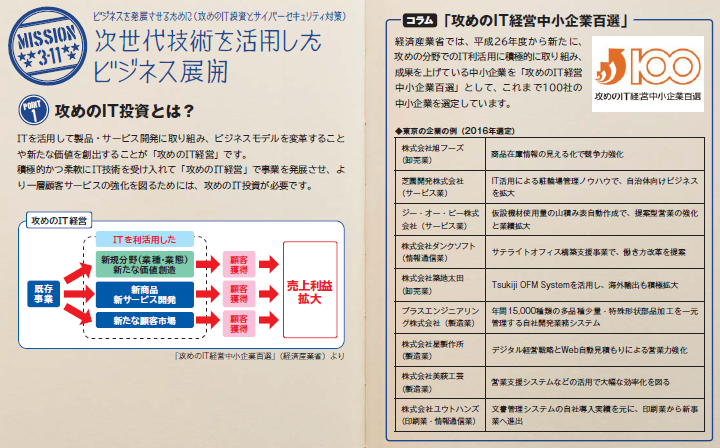 MISSION
3-11
ビジネスを発展させるために〈攻めのIT投資とサイバーセキュリティ対策〉
次世代技術を活用した
ビジネス展開
POINT
1
攻めのIT投資とは？
ITを活用して製品・サービス開発に取り組み、ビジネスモデルを変革すること
や新たな価値を創出することが「攻めのIT経営」です。
積極的かつ柔軟にIT技術を受け入れて「攻めのIT経営」で事業を発展させ、よ
り一層顧客サービスの強化を図るためには、攻めのIT投資が必要です。
攻めのIT経営
ITを利活用した
既存
事業
新規分野（業種・業態）
新たな価値創造
新商品
新サービス開発
新たな顧客市場
顧客
獲得
顧客
獲得
顧客
獲得
売上利益
拡大
「攻めのIT経営中小企業百選」（経済産業省）より
コラム「攻めのIT経営中小企業百選」
経済産業省では、平成26年度から新たに、
攻めの分野でのIT利活用に積極的に取り組み、
成果を上げている中小企業を「攻めのIT経営
中小企業百選」として、これまで100社の
中小企業を選定しています。
100
攻めのIT経営中小企業百選
◆東京の企業の例（2016年選定）
株式会社旭フーズ
（卸売業）
商品在庫情報の見える化で競争力強化
芝園開発株式会社
（サービス業）
IT活用による駐輪場管理ノウハウで、自治体向けビジネス
を拡大
ジー・オー・ピー株式
会社（サービス業）
仮設機材使用量の山積み表自動作成で、提案型営業の強化
と業績拡大
株式会社ダンクソフト
（情報通信業）
サテライトオフィス構築支援事業で、働き方改革を提案
株式会社築地太田
（卸売業）
Tsukiji OFM Systemを活用し、海外輸出も積極拡大
プラスエンジニアリン
グ株式会社（製造業）
年間15,000種類の多品種少量・特殊形状部品加工を一元
管理する自社開発業務システム
株式会社星製作所
（製造業）
デジタル経営戦略とWeb自動見積もりによる営業力強化
株式会社美萩工芸
（製造業）
営業支援システムなどの活用で大幅な効率化を図る
株式会社ユウトハンズ
（印刷業・情報通信業）
文書管理システムの自社導入実績を元に、印刷業から新事
業へ進出